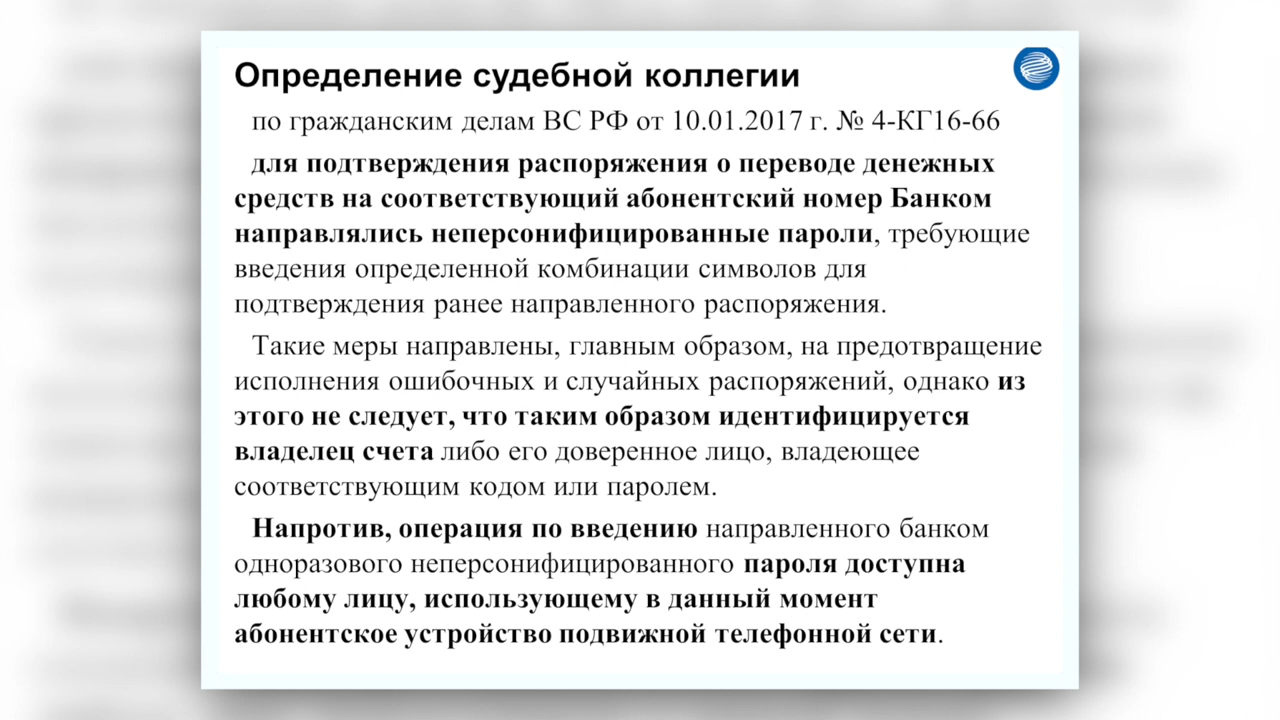 Определение судебной коллегии
по гражданским делам ВС РФ от 10.01.2017 г. № 4-КГ16-66
для подтверждения распоряжения о переводе денежных
средств на соответствующий абонентский номер Банком
направлялись неперсонифицированные пароли, требующие
введения определенной комбинации символов для
подтверждения ранее направленного распоряжения.
Такие меры направлены, главным образом, на предотвращение
исполнения ошибочных и случайных распоряжений, однако из
этого не следует, что таким образом идентифицируется
владелец счета либо его доверенное лицо, владеющее
соответствующим кодом или паролем.
Напротив, операция по введению направленного банком
одноразового неперсонифицированного пароля доступна
любому лицу, использующему в данный момент
абонентское устройство подвижной телефонной сети.